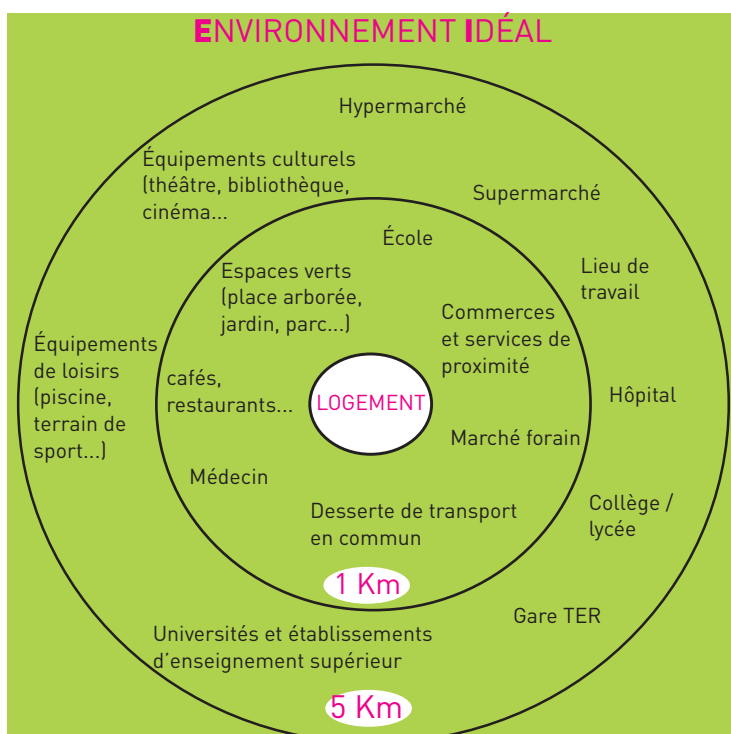 ENVIRONNEMENT IDÉAL
Hypermarché
Équipements culturels
(théâtre, bibliothèque,
cinéma...
Supermarché
École
Lieu de
travail
Espaces verts
(place arborée,
jardin, parc...)
Commerces
et services de
proximité
Équipements
de loisirs
(piscine,
terrain de
sport...)
cafés,
restaurants...
LOGEMENT
Hôpital
Marché forain
Médecin
Collège /
lycée
Desserte de transport
en commun
1 Km
Gare TER
Universités et établissements
d'enseignement supérieur
5 Km